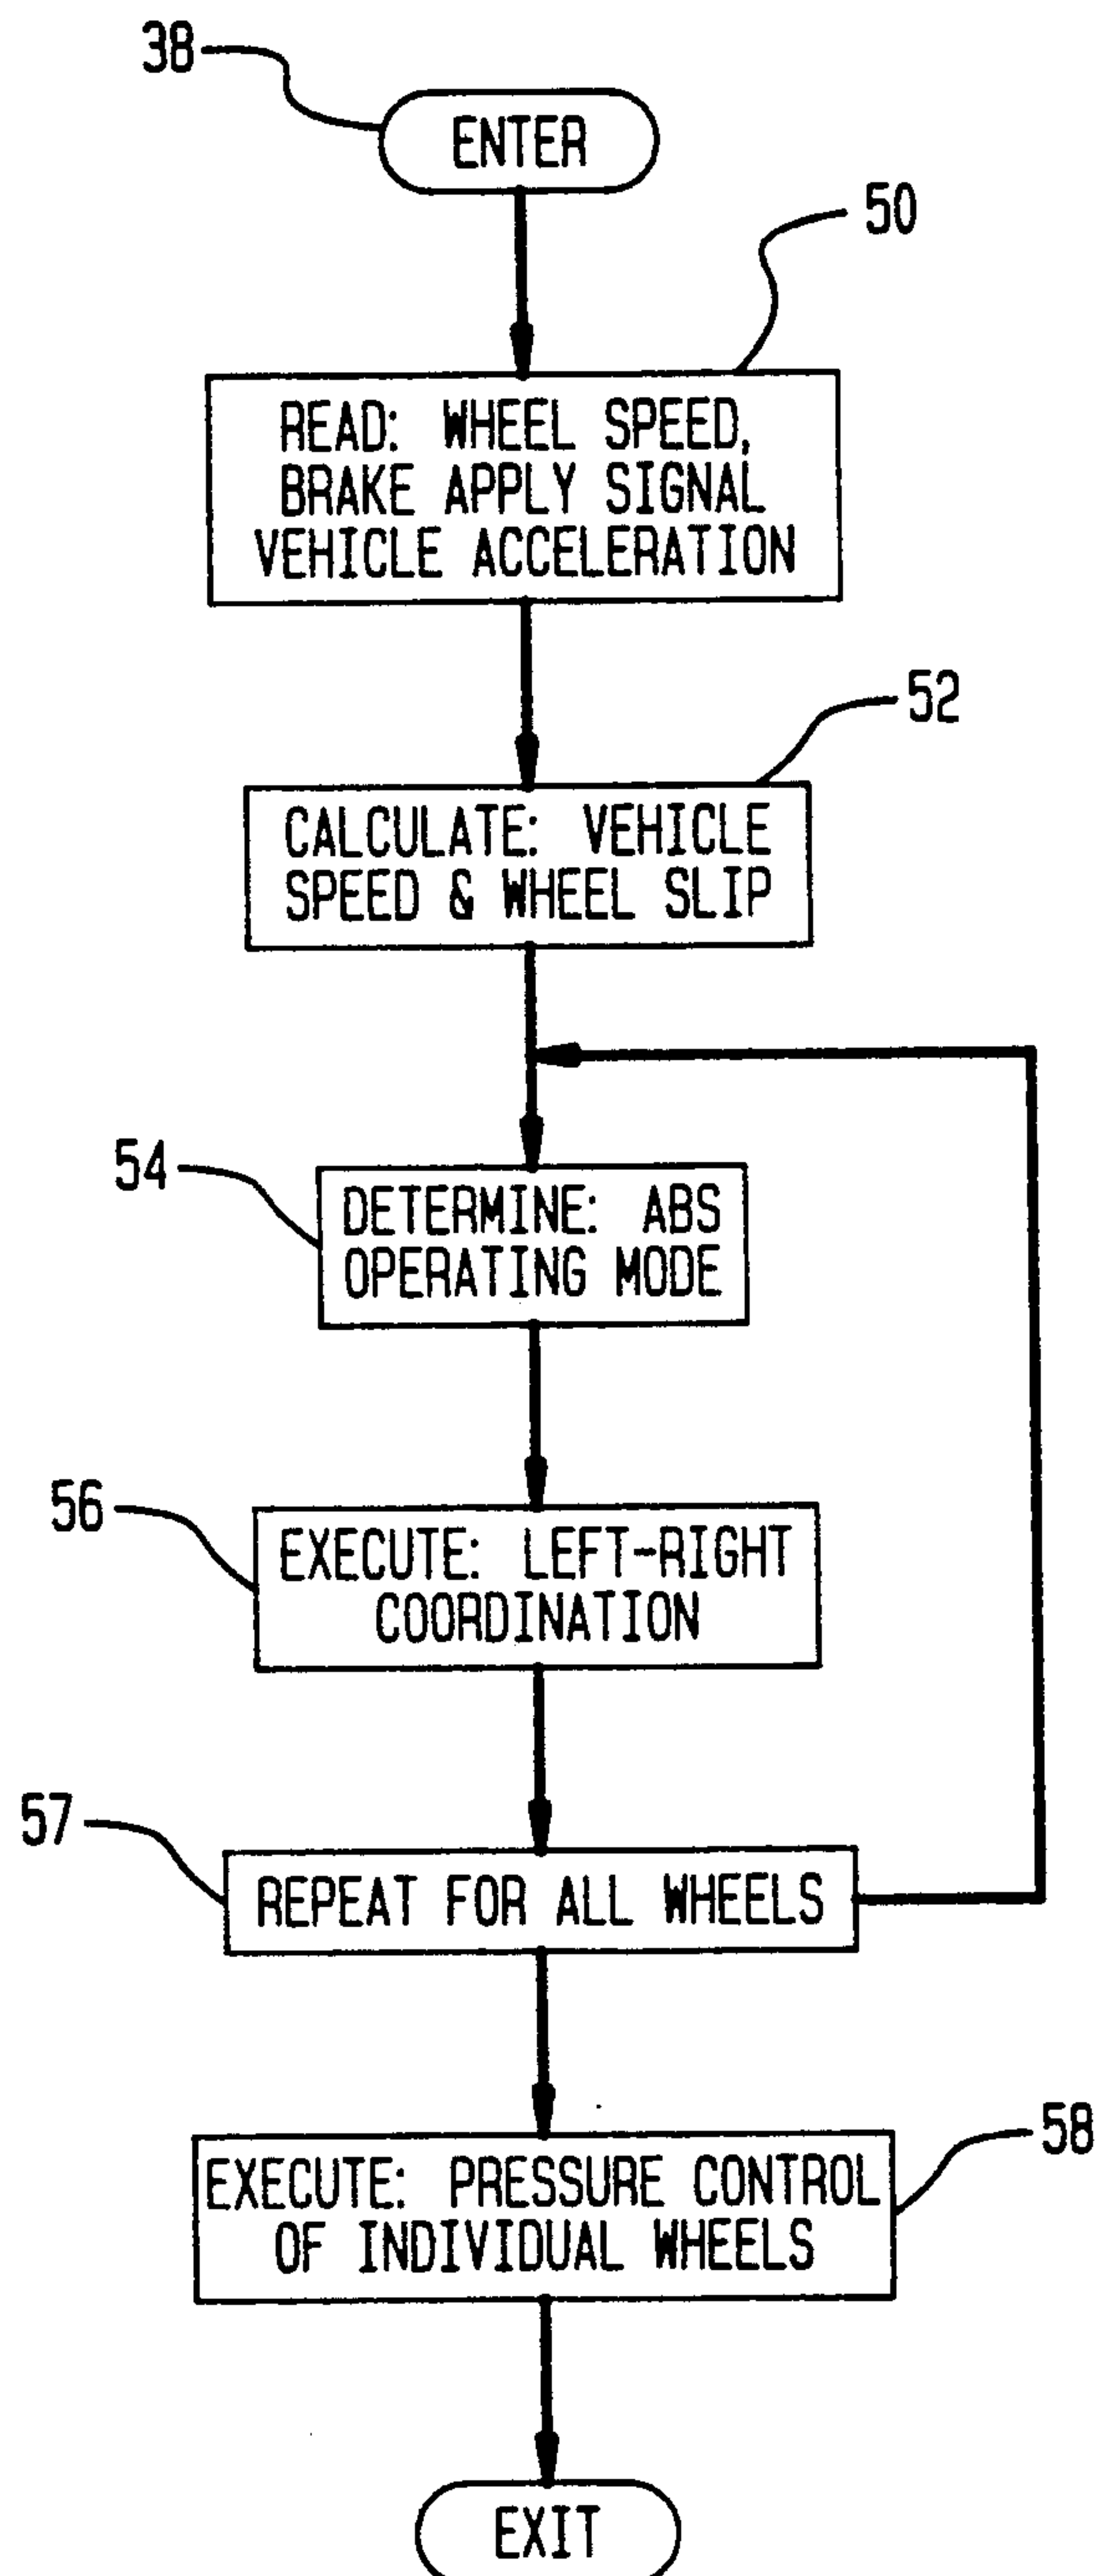 38
ENTER
50
READ: WHEEL SPEED,
BRAKE APPLY SIGNAL
VEHICLE ACCELERATION
52
CALCULATE: VEHICLE
SPEED & WHEEL SLIP
54
DETERMINE: ABS
OPERATING MODE
56
EXECUTE: LEFT-RIGHT
COORDINATION
57
REPEAT FOR ALL WHEELS
58
EXECUTE: PRESSURE CONTROL
OF INDIVIDUAL WHEELS
EXIT